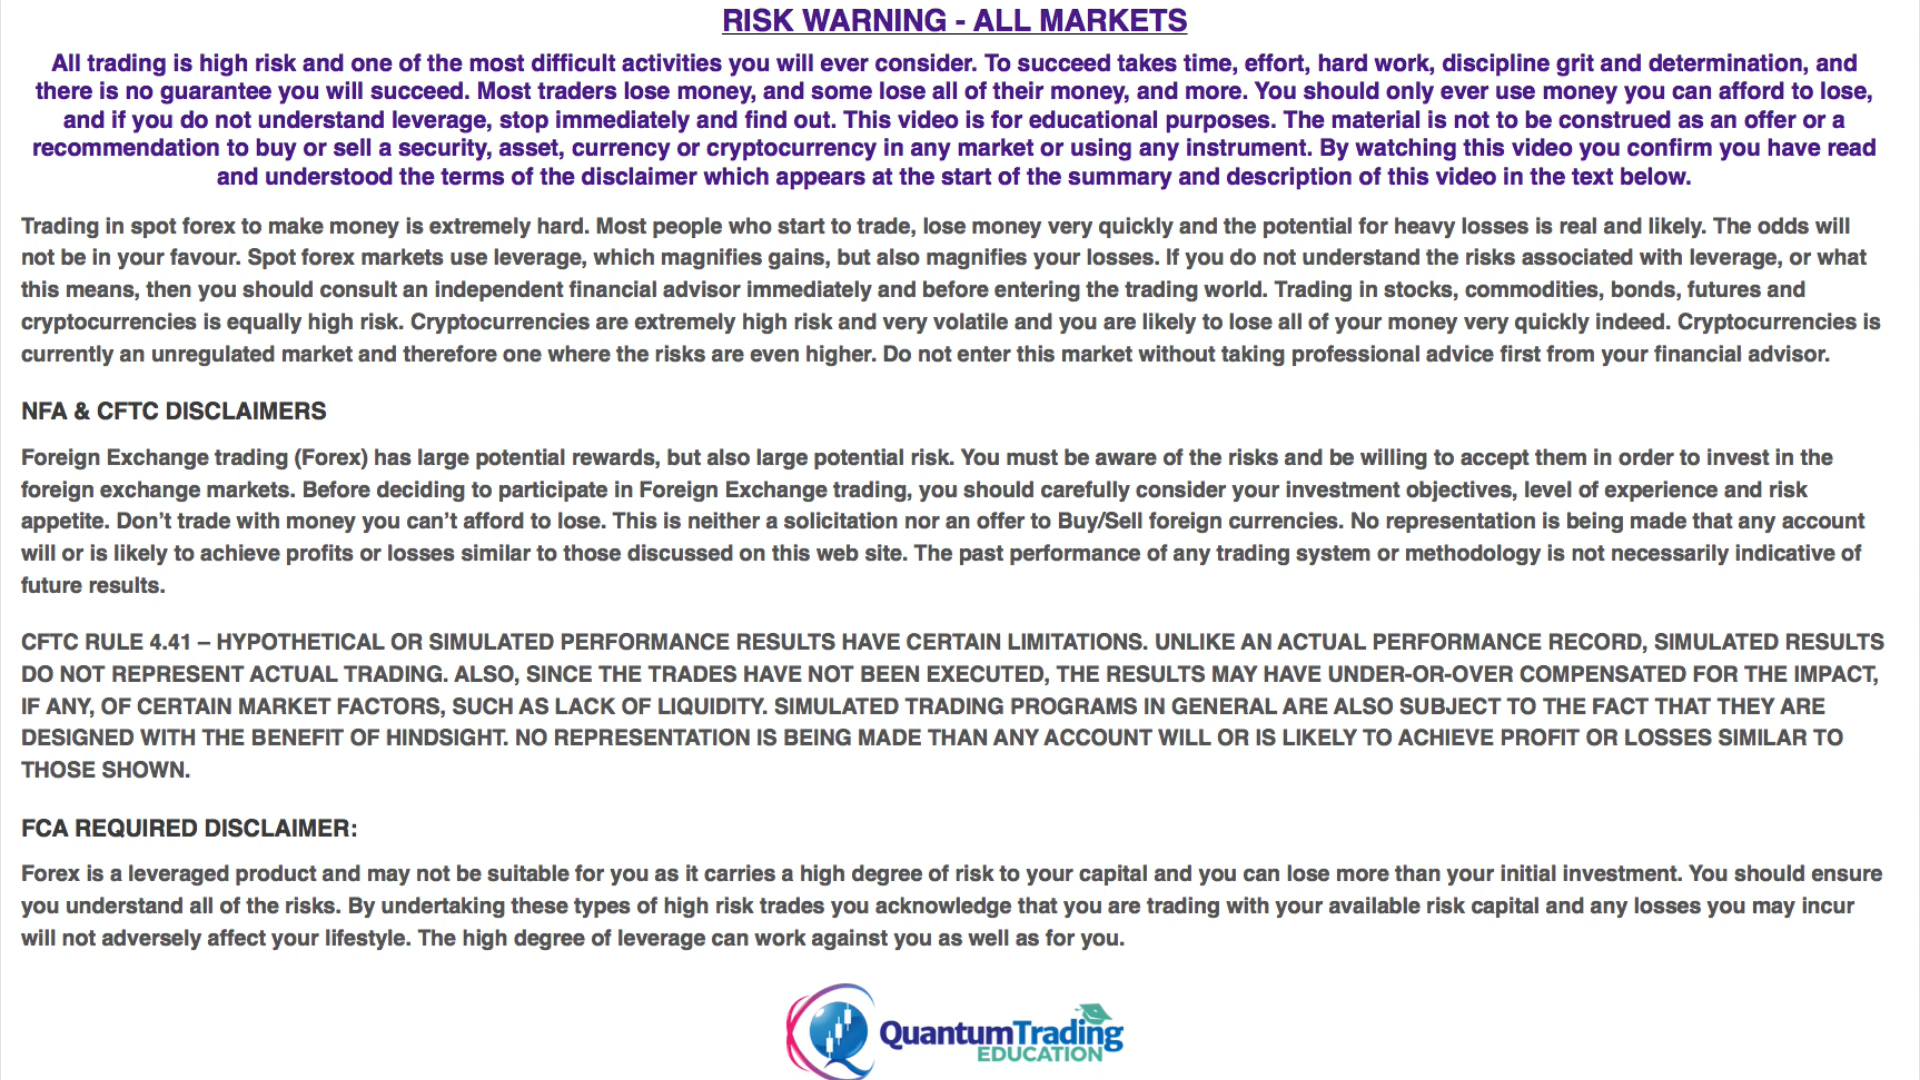 RISK WARNING - ALL MARKETS
All trading is high risk and one of the most difficult activities you will ever consider. To succeed takes time, effort, hard work, discipline grit and determination, and
there is no guarantee you will succeed. Most traders lose money, and some lose all of their money, and more. You should only ever use money you can afford to lose,
and if you do not understand leverage, stop immediately and find out. This video is for educational purposes. The material is not to be construed as an offer or a
recommendation to buy or sell a security, asset, currency or cryptocurrency in any market or using any instrument. By watching this video you confirm you have read
and understood the terms of the disclaimer which appears at the start of the summary and description of this video in the text below.
Trading in spot forex to make money is extremely hard. Most people who start to trade, lose money very quickly and the potential for heavy losses is real and likely. The odds will
not be in your favour. Spot forex markets use leverage, which magnifies gains, but also magnifies your losses. If you do not understand the risks associated with leverage, or what
this means, then you should consult an independent financial advisor immediately and before entering the trading world. Trading in stocks, commodities, bonds, futures and
cryptocurrencies is equally high risk. Cryptocurrencies are extremely high risk and very volatile and you are likely to lose all of your money very quickly indeed. Cryptocurrencies is
currently an unregulated market and therefore one where the risks are even higher. Do not enter this market without taking professional advice first from your financial advisor.
NFA & CFTC DISCLAIMERS
Foreign Exchange trading (Forex) has large potential rewards, but also large potential risk. You must be aware of the risks and be willing to accept them in order to invest in the
foreign exchange markets. Before deciding to participate in Foreign Exchange trading, you should carefully consider your investment objectives, level of experience and risk
appetite. Don’t trade with money you can’t afford to lose. This is neither a solicitation nor an offer to Buy/Sell foreign currencies. No representation is being made that any account
will or is likely to achieve profits or losses similar to those discussed on this web site. The past performance of any trading system or methodology is not necessarily indicative of
future results.
CFTC RULE 4.41 – HYPOTHETICAL OR SIMULATED PERFORMANCE RESULTS HAVE CERTAIN LIMITATIONS. UNLIKE AN ACTUAL PERFORMANCE RECORD, SIMULATED RESULTS
DO NOT REPRESENT ACTUAL TRADING. ALSO, SINCE THE TRADES HAVE NOT BEEN EXECUTED, THE RESULTS MAY HAVE UNDER-OR-OVER COMPENSATED FOR THE IMPACT,
IF ANY, OF CERTAIN MARKET FACTORS, SUCH AS LACK OF LIQUIDITY. SIMULATED TRADING PROGRAMS IN GENERAL ARE ALSO SUBJECT TO THE FACT THAT THEY ARE
DESIGNED WITH THE BENEFIT OF HINDSIGHT. NO REPRESENTATION IS BEING MADE THAN ANY ACCOUNT WILL OR IS LIKELY TO ACHIEVE PROFIT OR LOSSES SIMILAR TO
THOSE SHOWN.
FCA REQUIRED DISCLAIMER:
Forex is a leveraged product and may not be suitable for you as it carries a high degree of risk to your capital and you can lose more than your initial investment. You should ensure
you understand all of the risks. By undertaking these types of high risk trades you acknowledge that you are trading with your available risk capital and any losses you may incur
will not adversely affect your lifestyle. The high degree of leverage can work against you as well as for you.
QuantumTrading
EDUCATION